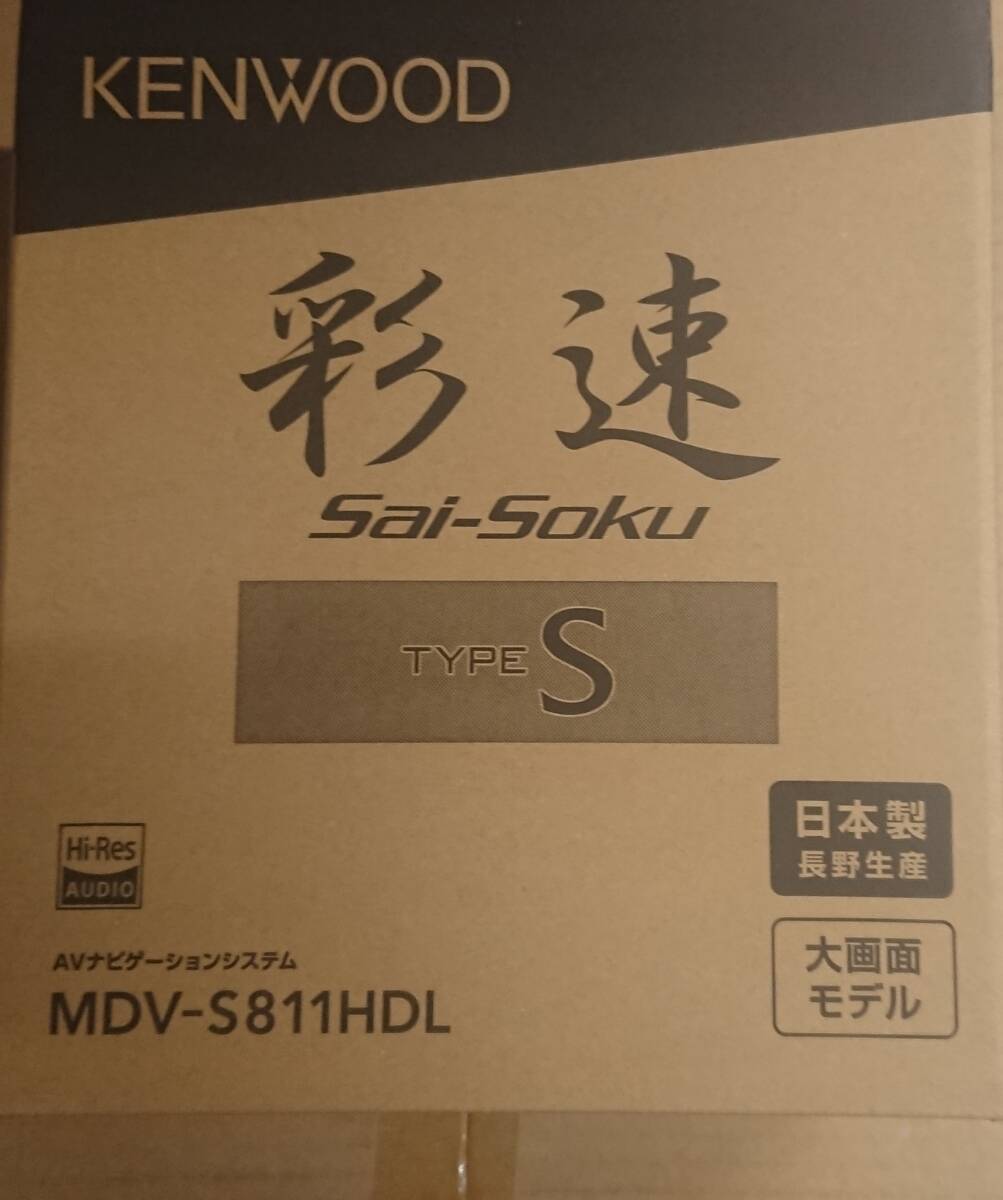 KENWOOD
彩速
Sai-Soku
TYPE S
日本製
長野生産
Hi-Res
AUDIO
大画面
モデル
AVナビゲーションシステム
MDV-S811HDL